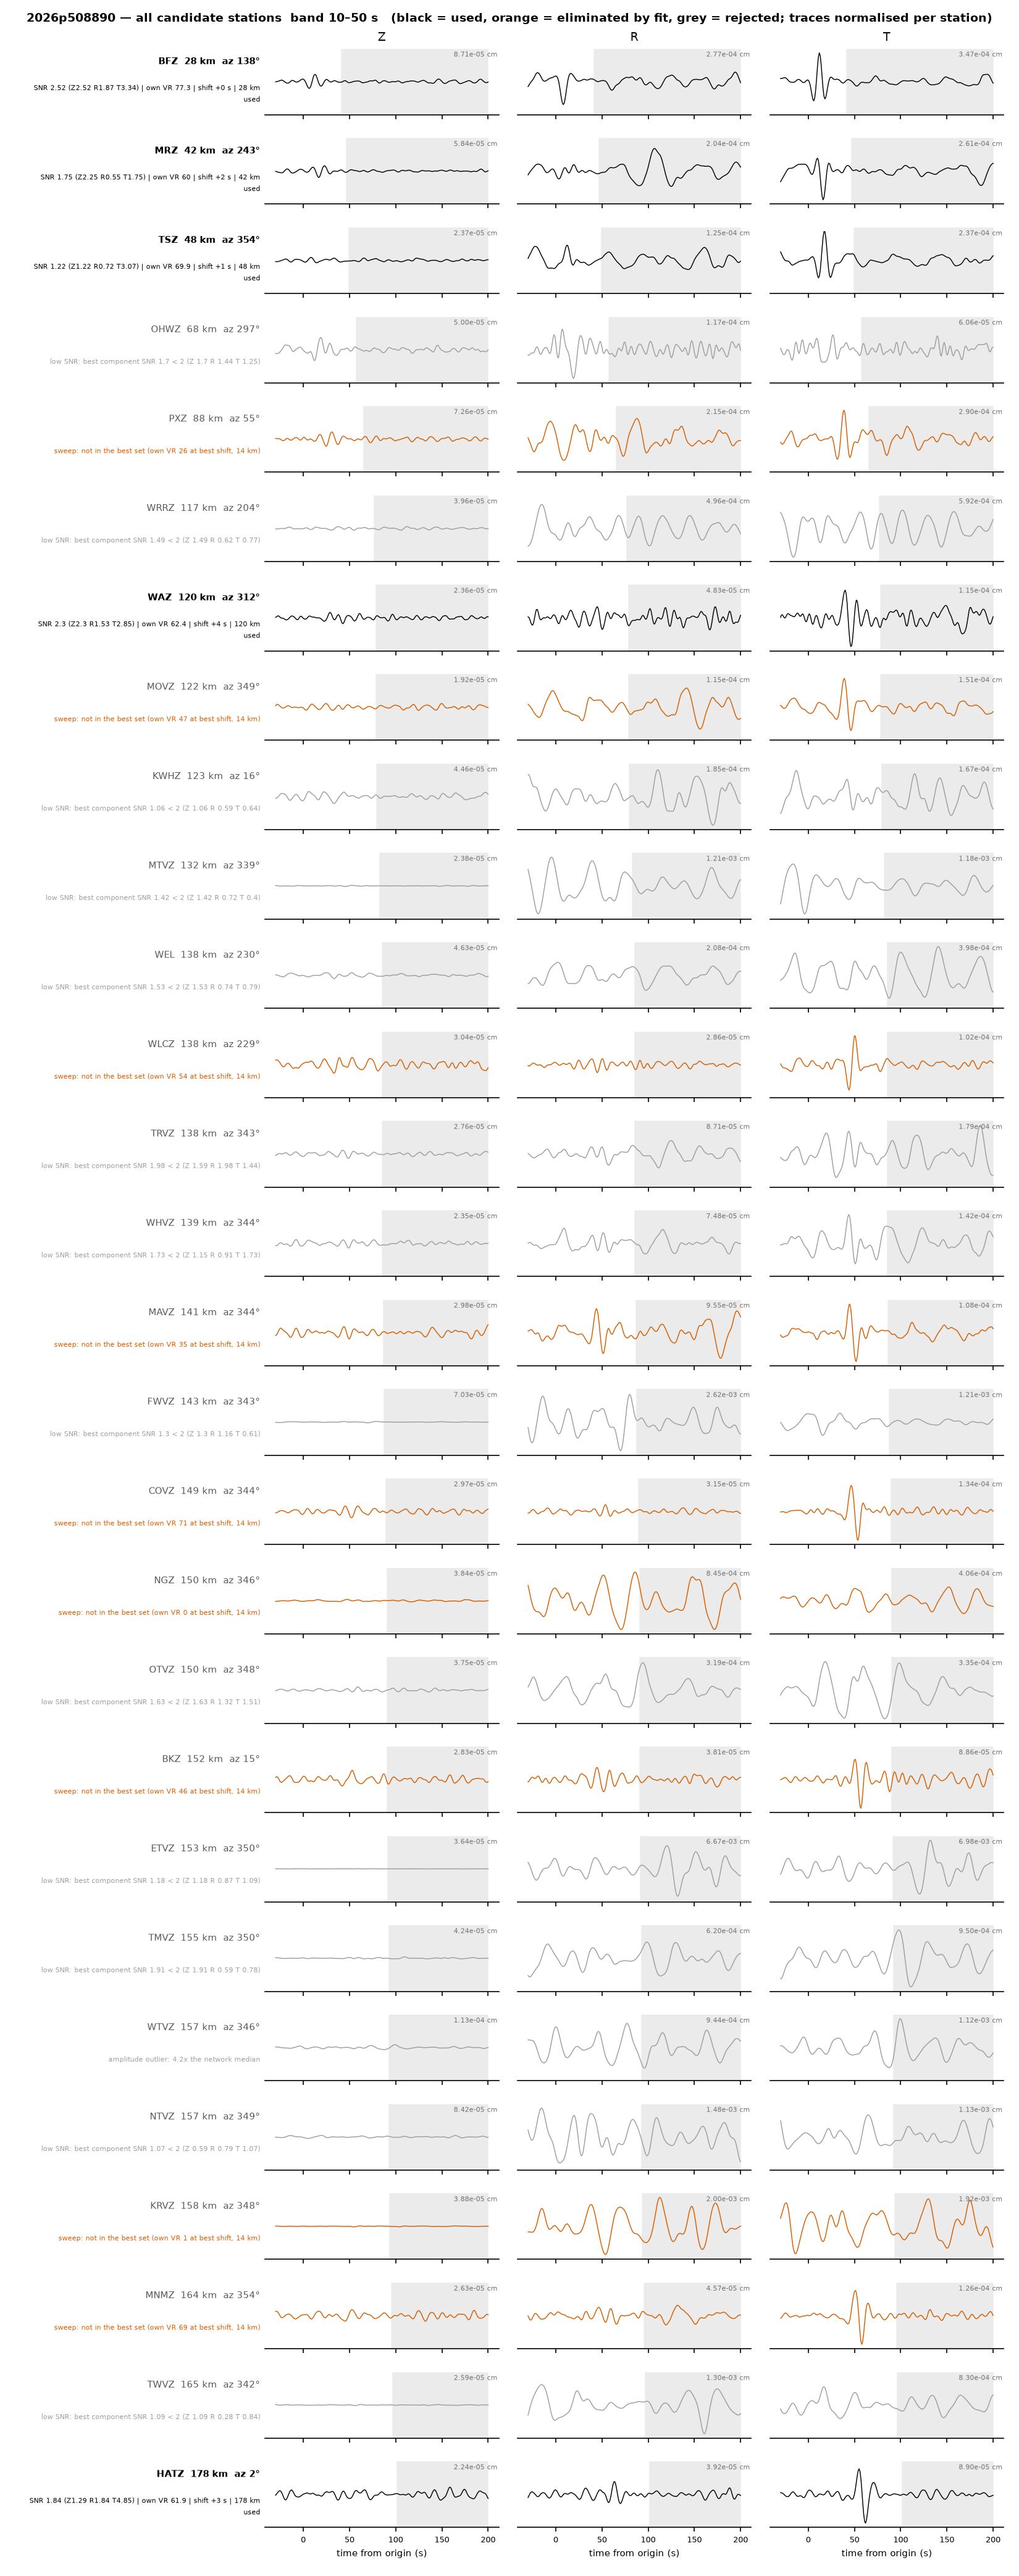 2026p508890 — all candidate stations  band 10–50 s   (black = used, orange = eliminated by fit, grey = rejected; traces normalised per station)
Z R T
BFZ  28 km  az 138°
SNR 2.52 (Z2.52 R1.87 T3.34) | own VR 77.3 | shift +0 s | 28 km
used
8.71e-05 cm 2.77e-04 cm 3.47e-04 cm
MRZ  42 km  az 243°
SNR 1.75 (Z2.25 R0.55 T1.75) | own VR 60 | shift +2 s | 42 km
used
5.84e-05 cm 2.04e-04 cm 2.61e-04 cm
TSZ  48 km  az 354°
SNR 1.22 (Z1.22 R0.72 T3.07) | own VR 69.9 | shift +1 s | 48 km
used
2.37e-05 cm 1.25e-04 cm 2.37e-04 cm
OHWZ  68 km  az 297°
low SNR: best component SNR 1.7 < 2 (Z 1.7 R 1.44 T 1.25)
5.00e-05 cm 1.17e-04 cm 6.06e-05 cm
PXZ  88 km  az 55°
sweep: not in the best set (own VR 26 at best shift, 14 km)
7.26e-05 cm 2.15e-04 cm 2.90e-04 cm
WRRZ  117 km  az 204°
low SNR: best component SNR 1.49 < 2 (Z 1.49 R 0.62 T 0.77)
3.96e-05 cm 4.96e-04 cm 5.92e-04 cm
WAZ  120 km  az 312°
SNR 2.3 (Z2.3 R1.53 T2.85) | own VR 62.4 | shift +4 s | 120 km
used
2.36e-05 cm 4.83e-05 cm 1.15e-04 cm
MOVZ  122 km  az 349°
sweep: not in the best set (own VR 47 at best shift, 14 km)
1.92e-05 cm 1.15e-04 cm 1.51e-04 cm
KWHZ  123 km  az 16°
low SNR: best component SNR 1.06 < 2 (Z 1.06 R 0.59 T 0.64)
4.46e-05 cm 1.85e-04 cm 1.67e-04 cm
MTVZ  132 km  az 339°
low SNR: best component SNR 1.42 < 2 (Z 1.42 R 0.72 T 0.4)
2.38e-05 cm 1.21e-03 cm 1.18e-03 cm
WEL  138 km  az 230°
low SNR: best component SNR 1.53 < 2 (Z 1.53 R 0.74 T 0.79)
4.63e-05 cm 2.08e-04 cm 3.98e-04 cm
WLCZ  138 km  az 229°
sweep: not in the best set (own VR 54 at best shift, 14 km)
3.04e-05 cm 2.86e-05 cm 1.02e-04 cm
TRVZ  138 km  az 343°
low SNR: best component SNR 1.98 < 2 (Z 1.59 R 1.98 T 1.44)
2.76e-05 cm 8.71e-05 cm 1.79e-04 cm
WHVZ  139 km  az 344°
low SNR: best component SNR 1.73 < 2 (Z 1.15 R 0.91 T 1.73)
2.35e-05 cm 7.48e-05 cm 1.42e-04 cm
MAVZ  141 km  az 344°
sweep: not in the best set (own VR 35 at best shift, 14 km)
2.98e-05 cm 9.55e-05 cm 1.08e-04 cm
FWVZ  143 km  az 343°
low SNR: best component SNR 1.3 < 2 (Z 1.3 R 1.16 T 0.61)
7.03e-05 cm 2.62e-03 cm 1.21e-03 cm
COVZ  149 km  az 344°
sweep: not in the best set (own VR 71 at best shift, 14 km)
2.97e-05 cm 3.15e-05 cm 1.34e-04 cm
NGZ  150 km  az 346°
sweep: not in the best set (own VR 0 at best shift, 14 km)
3.84e-05 cm 8.45e-04 cm 4.06e-04 cm
OTVZ  150 km  az 348°
low SNR: best component SNR 1.63 < 2 (Z 1.63 R 1.32 T 1.51)
3.75e-05 cm 3.19e-04 cm 3.35e-04 cm
BKZ  152 km  az 15°
sweep: not in the best set (own VR 46 at best shift, 14 km)
2.83e-05 cm 3.81e-05 cm 8.86e-05 cm
ETVZ  153 km  az 350°
low SNR: best component SNR 1.18 < 2 (Z 1.18 R 0.87 T 1.09)
3.64e-05 cm 6.67e-03 cm 6.98e-03 cm
TMVZ  155 km  az 350°
low SNR: best component SNR 1.91 < 2 (Z 1.91 R 0.59 T 0.78)
4.24e-05 cm 6.20e-04 cm 9.50e-04 cm
WTVZ  157 km  az 346°
amplitude outlier: 4.2x the network median
1.13e-04 cm 9.44e-04 cm 1.12e-03 cm
NTVZ  157 km  az 349°
low SNR: best component SNR 1.07 < 2 (Z 0.59 R 0.79 T 1.07)
8.42e-05 cm 1.48e-03 cm 1.13e-03 cm
KRVZ  158 km  az 348°
sweep: not in the best set (own VR 1 at best shift, 14 km)
3.88e-05 cm 2.00e-03 cm 1.92e-03 cm
MNMZ  164 km  az 354°
sweep: not in the best set (own VR 69 at best shift, 14 km)
2.63e-05 cm 4.57e-05 cm 1.26e-04 cm
TWVZ  165 km  az 342°
low SNR: best component SNR 1.09 < 2 (Z 1.09 R 0.28 T 0.84)
2.59e-05 cm 1.30e-03 cm 8.30e-04 cm
HATZ  178 km  az 2°
SNR 1.84 (Z1.29 R1.84 T4.85) | own VR 61.9 | shift +3 s | 178 km
used
2.24e-05 cm 3.92e-05 cm 8.90e-05 cm
0 50 100 150 200 0 50 100 150 200 0 50 100 150 200
time from origin (s) time from origin (s) time from origin (s)